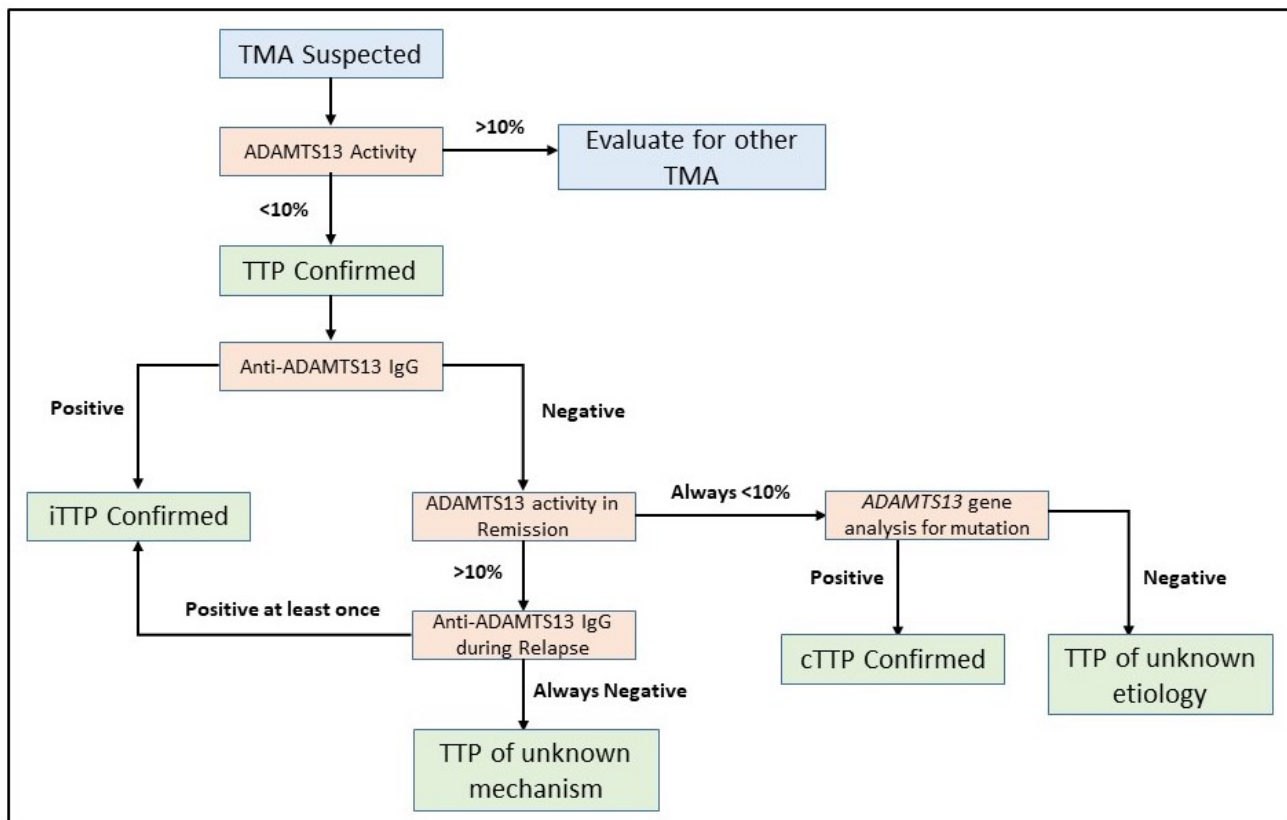 TMA Suspected
>10%
ADAMTS13 Activity
Evaluate for other
TMA
<10%
TTP Confirmed
Anti-ADAMTS13 IgG
Positive
Negative
iTTP Confirmed
ADAMTS13 activity in
Remission
Always <10%
ADAMTS13 gene
analysis for mutation
>10%
Positive
Negative
Positive at least once
Anti-ADAMTS13 IgG
during Relapse
cTTP Confirmed
TTP of unknown
etiology
Always Negative
TTP of unknown
mechanism